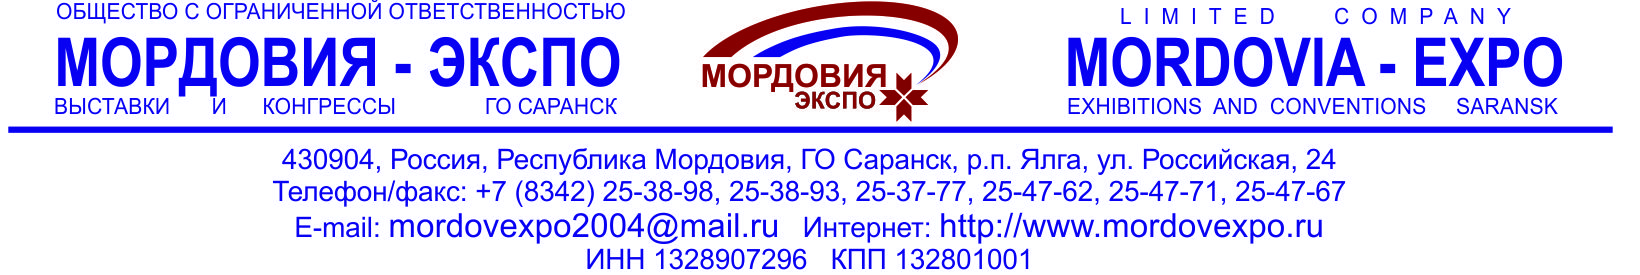 ОБЩЕСТВО С ОГРАНИЧЕННОЙ ОТВЕТСТВЕННОСТЬЮ
МОРДОВИЯ - ЭКСПО
ВЫСТАВКИ И КОНГРЕССЫ ГО САРАНСК
МОРДОВИЯ
ЭКСПО
LIMITED COMPANY
MORDOVIA - EXPO
EXHIBITIONS AND CONVENTIONS SARANSK
430904, Россия, Республика Мордовия, ГО Саранск, р.п. Ялга, ул. Российская, 24
Телефон/факс: +7 (8342) 25-38-98, 25-38-93, 25-37-77, 25-47-62, 25-47-71, 25-47-67
E-mail: mordovexpo2004@mail.ru Интернет: http://www.mordovexpo.ru
ИНН 1328907296 КПП 132801001